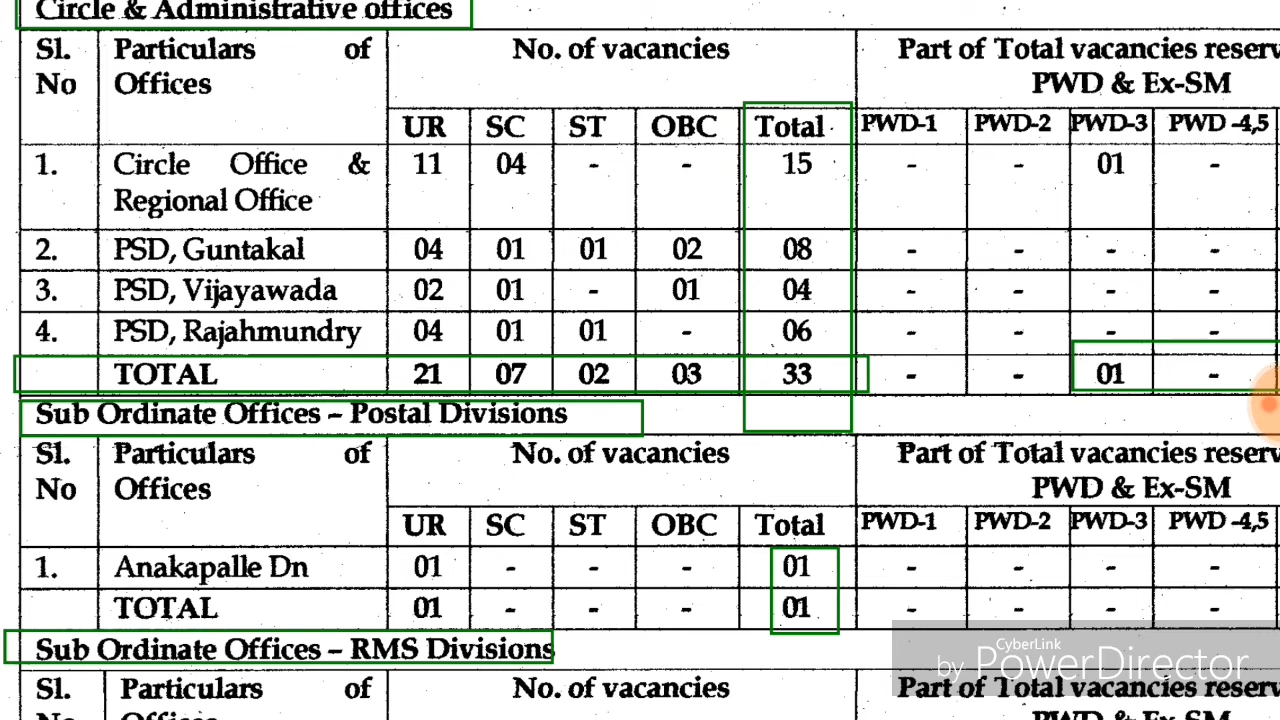 Circle & Administrative offices
Sl. No Particulars of Offices No. of vacancies Part of Total vacancies PWD & Ex-SM
UR SC ST OBC Total PWD-1 PWD-2 PWD-3 PWD -4,5
1. Circle Office & Regional Office 11 04 - - 15 - - 01 -
2. PSD, Guntakal 04 01 01 02 08 - - - -
3. PSD, Vijayawada 02 01 - 01 04 - - - -
4. PSD, Rajahmundry 04 01 01 - 06 - - - -
TOTAL 21 07 02 03 33 - - 01 -
Sub Ordinate Offices – Postal Divisions
Sl. No Particulars of Offices No. of vacancies Part of Total vacancies PWD & Ex-SM
UR SC ST OBC Total PWD-1 PWD-2 PWD-3 PWD -4,5
1. Anakapalle Dn 01 - - - 01 - - - -
TOTAL 01 - - - 01 - - - -
Sub Ordinate Offices – RMS Divisions
Sl. Particulars of No. of vacancies Part of Total vacancies
CyberLink
by PowerDirector